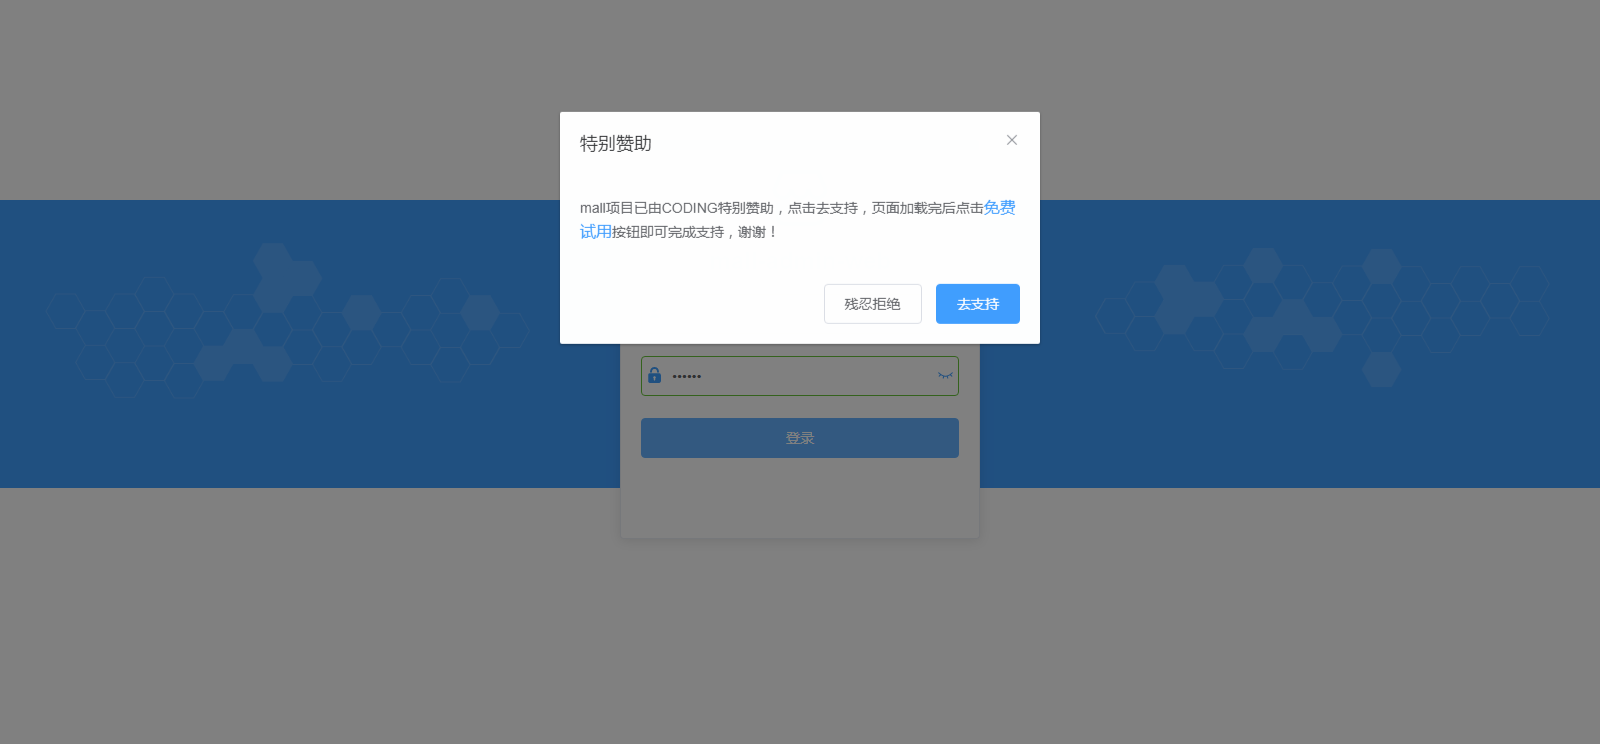 特别赞助
mall项目已由CODING特别赞助，点击去支持，页面加载完后点击免费
试用按钮即可完成支持，谢谢！
残忍拒绝 去支持
••••••
登录